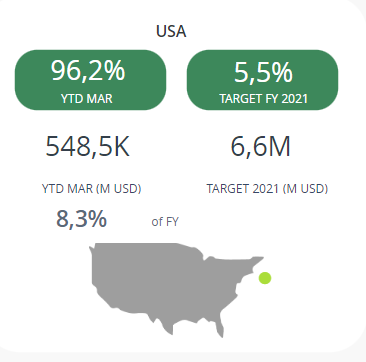 USA
96,2% 5,5%
YTD MAR TARGET FY 2021
548,5K 6,6M
YTD MAR (M USD) TARGET 2021 (M USD)
8,3% of FY